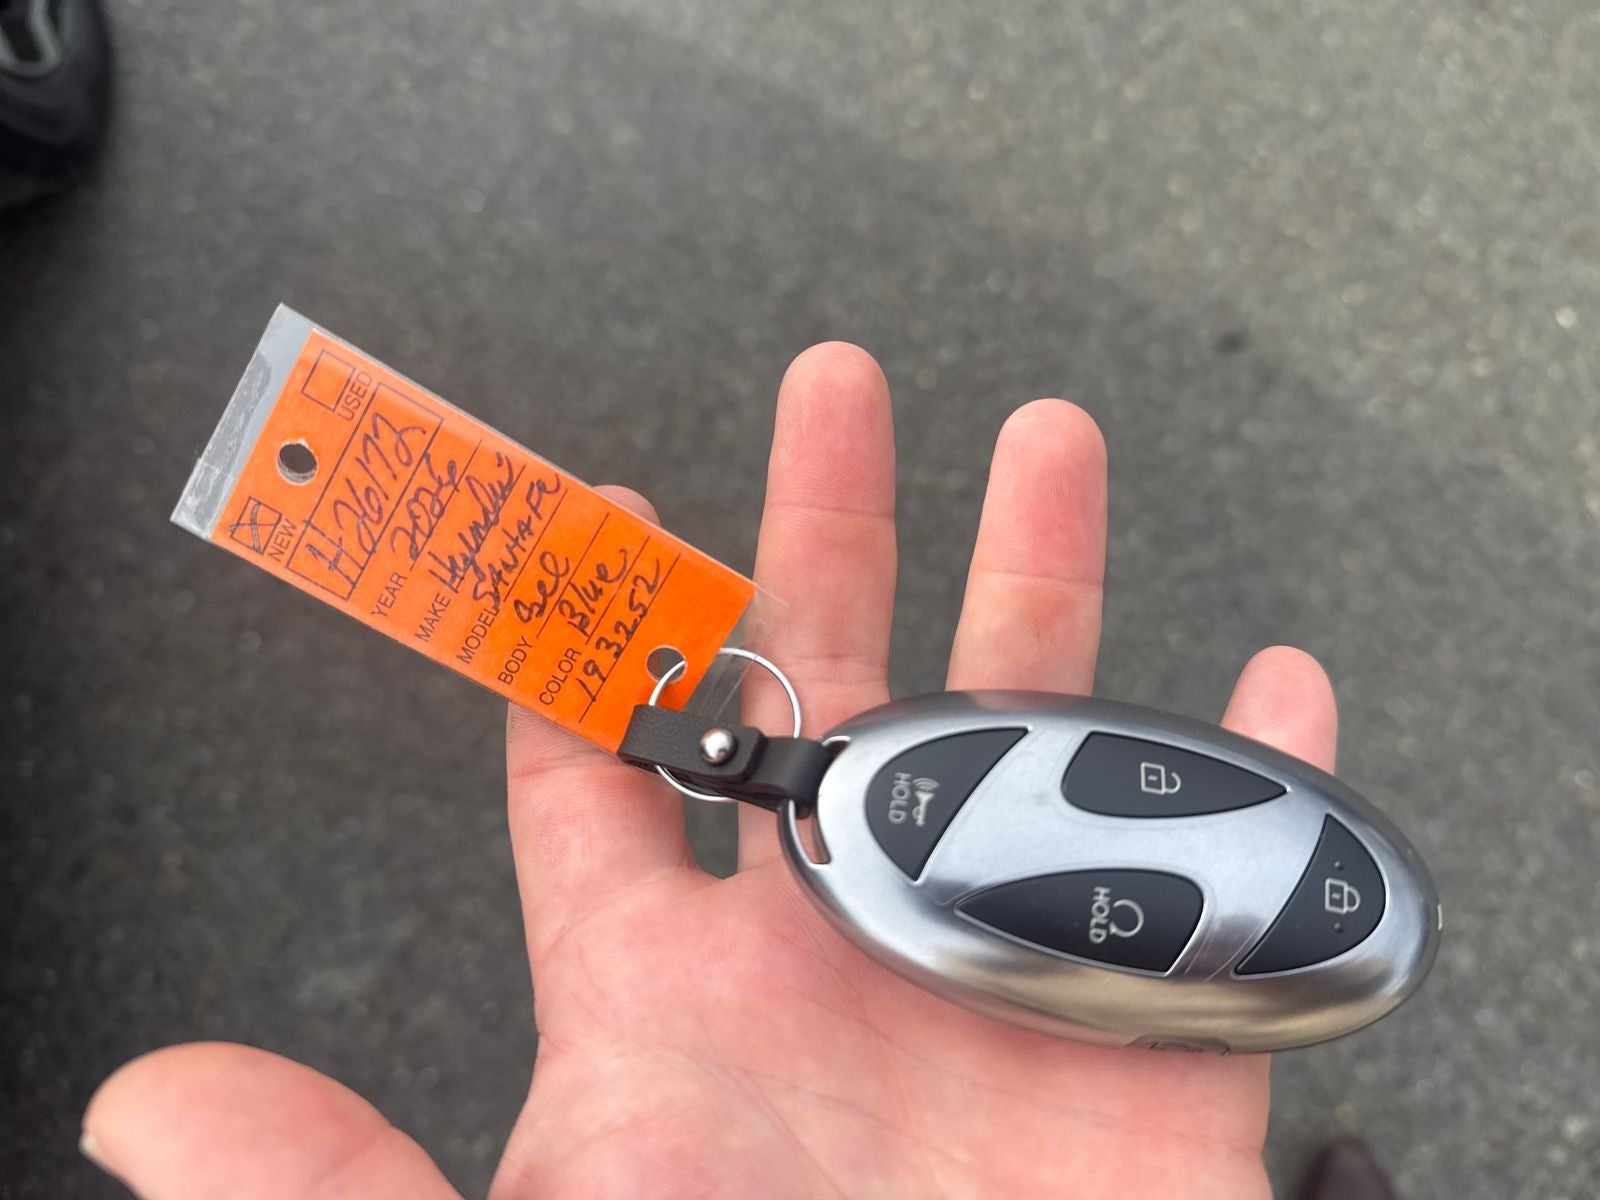 USED
NEW
H26172
YEAR 2026
MAKE Hyundai
MODEL SANTA FE
BODY Sel
COLOR Blue
193252
HOLD
HOLD